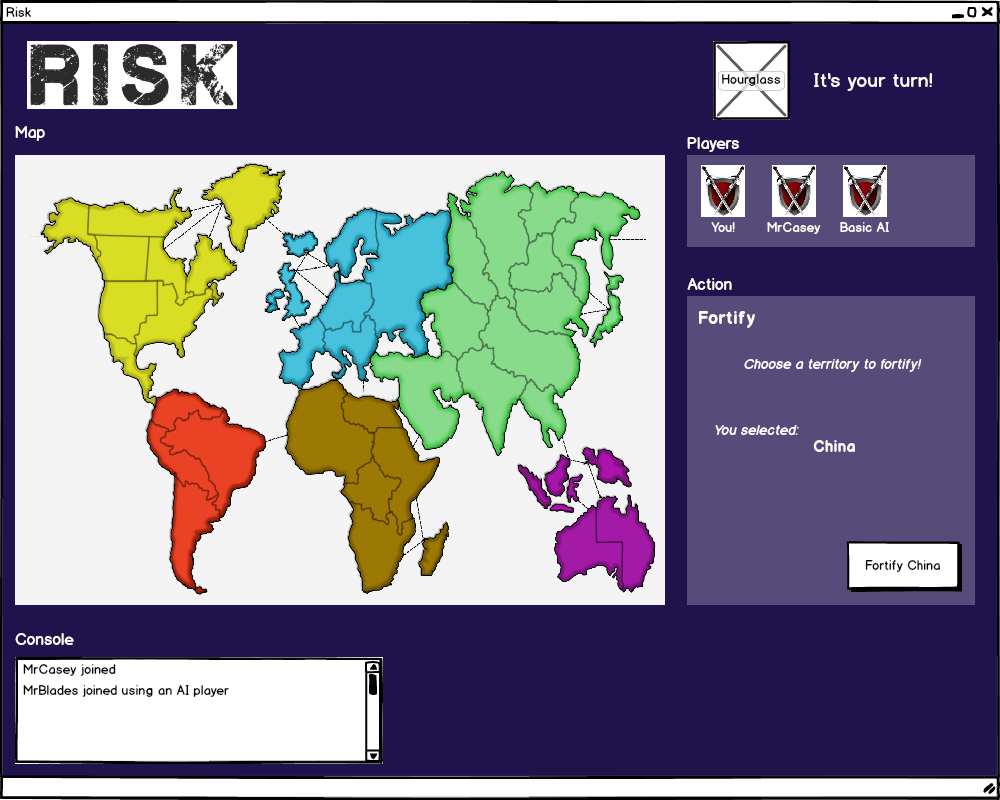 Risk
RISK
Hourglass
It's your turn!
Map
Players
You!
MrCasey
Basic AI
Action
Fortify
Choose a territory to fortify!
You selected:
China
Fortify China
Console
MrCasey joined
MrBlades joined using an AI player